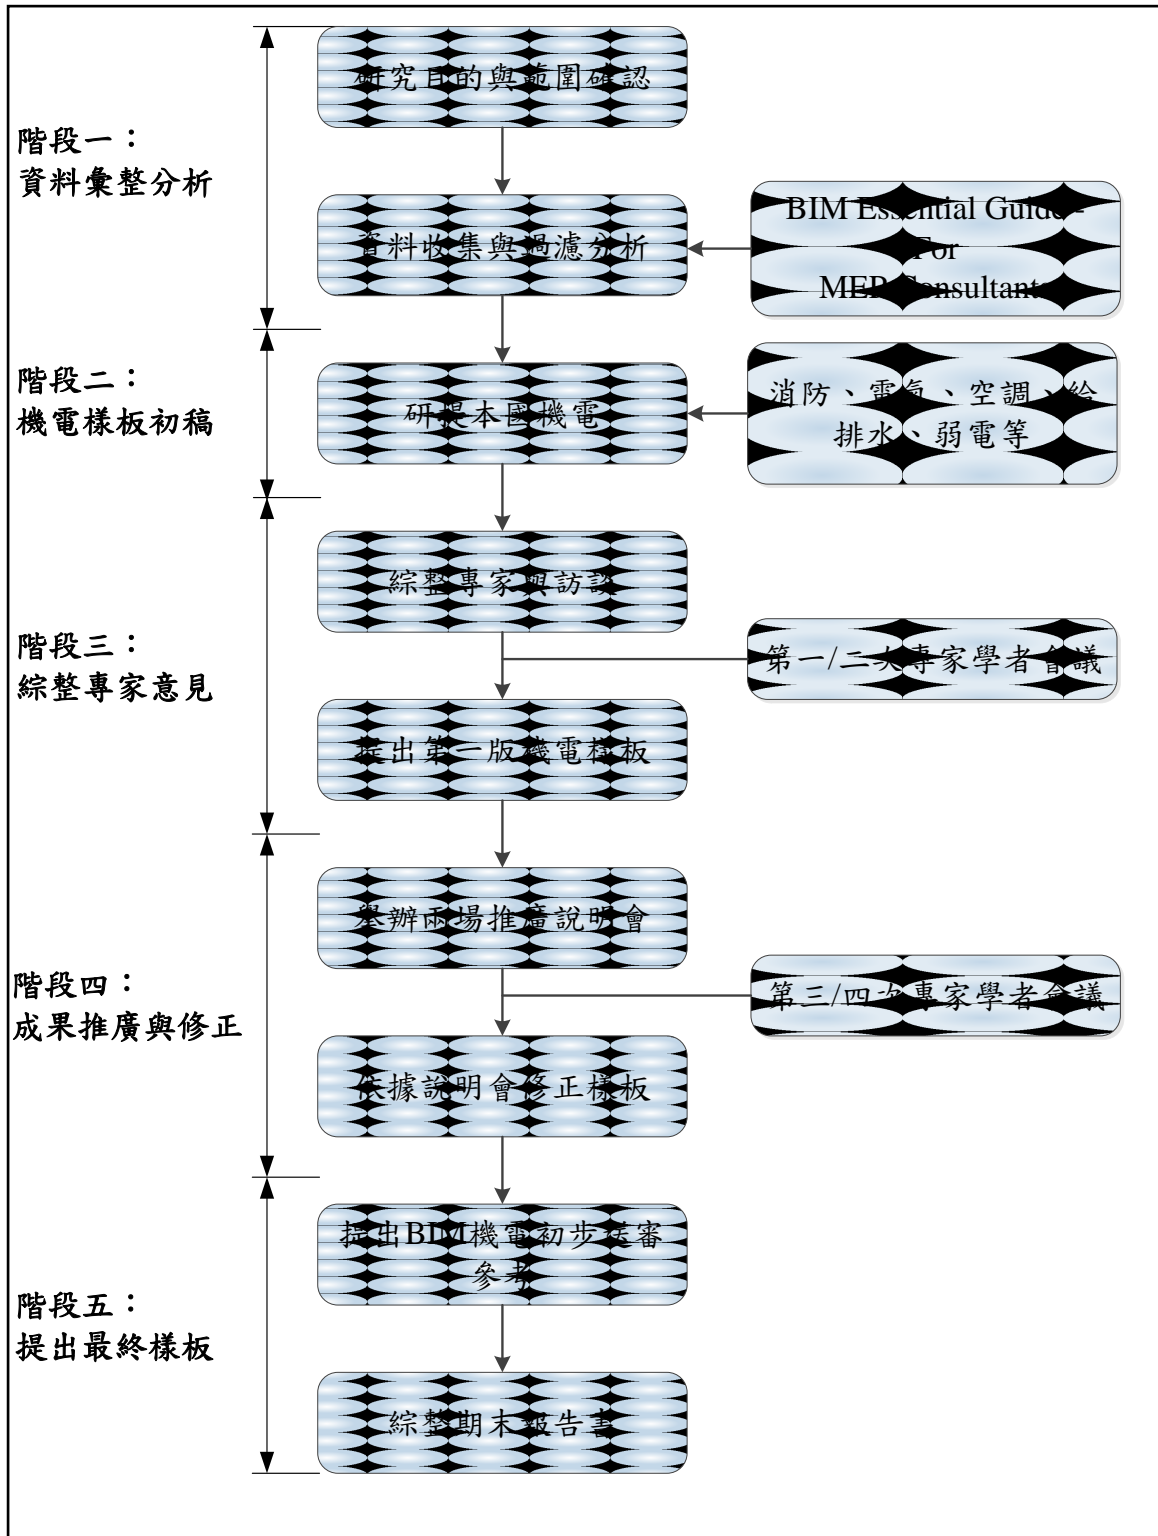 研究目的與範圍確認
階段一：
資料彙整分析
資料收集與過濾分析
BIM Essential Guide -
For
MEP Consultants
階段二：
機電樣板初稿
研提本國機電
消防、電氣、空調、給
排水、弱電等
綜整專家與訪談
階段三：
綜整專家意見
第一/二次專家學者會議
提出第一版機電樣板
舉辦兩場推廣說明會
階段四：
成果推廣與修正
第三/四次專家學者會議
依據說明會修正樣板
提出BIM機電初步送審
參考
階段五：
提出最終樣板
綜整期末報告書